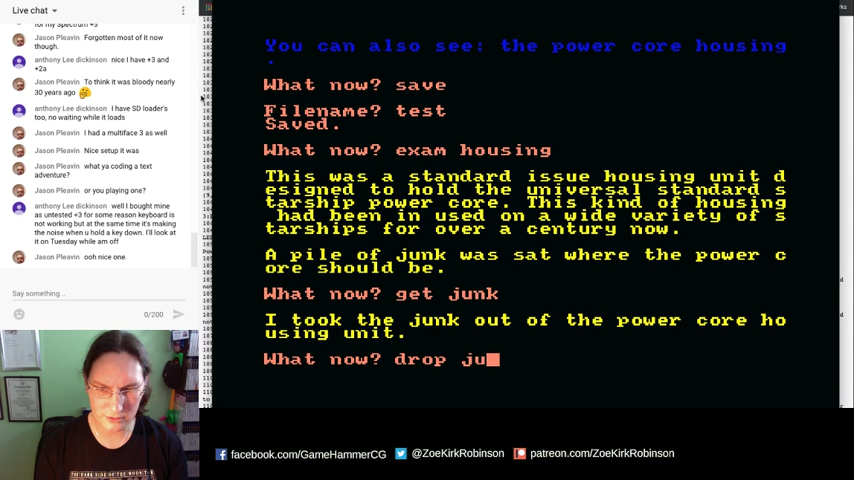 Live chat
for my Spectrum +3
Jason Pleavin Forgotten most of it now
though.
anthony Lee dickinson nice I have +3 and
+2a
Jason Pleavin To think it was bloody nearly
30 years ago
anthony Lee dickinson I have SD loader's
too, no waiting while it loads
Jason Pleavin I had a multiface 3 as well
Jason Pleavin Nice setup it was
Jason Pleavin what ya coding a text
adventure?
Jason Pleavin or you playing one?
anthony Lee dickinson well I bought mine
as untested +3 for some reason keyboard is
not working but at the same time it's making
the noise when u hold a key down. I'll look at
it on Tuesday while am off
Jason Pleavin ooh nice one.
Say something...
0/200
You can also see: the power core housing
.
What now? save
Filename? test
Saved.
What now? exam housing
This was a standard issue housing unit d
esigned to hold the universal standard s
tarship power core. This kind of housing
had been in used on a wide variety of s
tarships for over a century now.
A pile of junk was sat where the power c
ore should be.
What now? get junk
I took the junk out of the power core ho
using unit.
What now? drop ju
facebook.com/GameHammerCG @ZoeKirkRobinson patreon.com/ZoeKirkRobinson